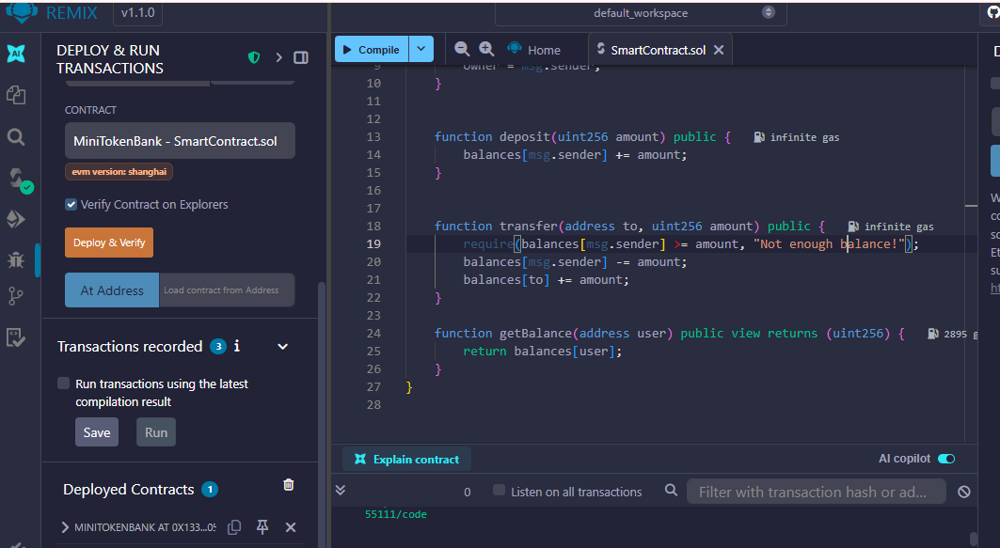 REMIX v1.1.0
default_workspace
DEPLOY & RUN
TRANSACTIONS
CONTRACT
MiniTokenBank - SmartContract.sol
evm version: shanghai
Verify Contract on Explorers
Deploy & Verify
At Address
Load contract from Address
Transactions recorded 3 i
Run transactions using the latest
compilation result
Save
Run
Deployed Contracts 1
MINITOKENBANK AT 0X133...05
Compile
Home
SmartContract.sol
9 owner = msg.sender;
10 }
11
12
13 function deposit(uint256 amount) public { infinite gas
14 balances[msg.sender] += amount;
15 }
16
17
18 function transfer(address to, uint256 amount) public { infinite gas
19 require(balances[msg.sender] >= amount, "Not enough balance!");
20 balances[msg.sender] -= amount;
21 balances[to] += amount;
22 }
23
24 function getBalance(address user) public view returns (uint256) { 2895 g
25 return balances[user];
26 }
27 }
28
Explain contract
AI copilot
0
Listen on all transactions
Filter with transaction hash or ad...
55111/code